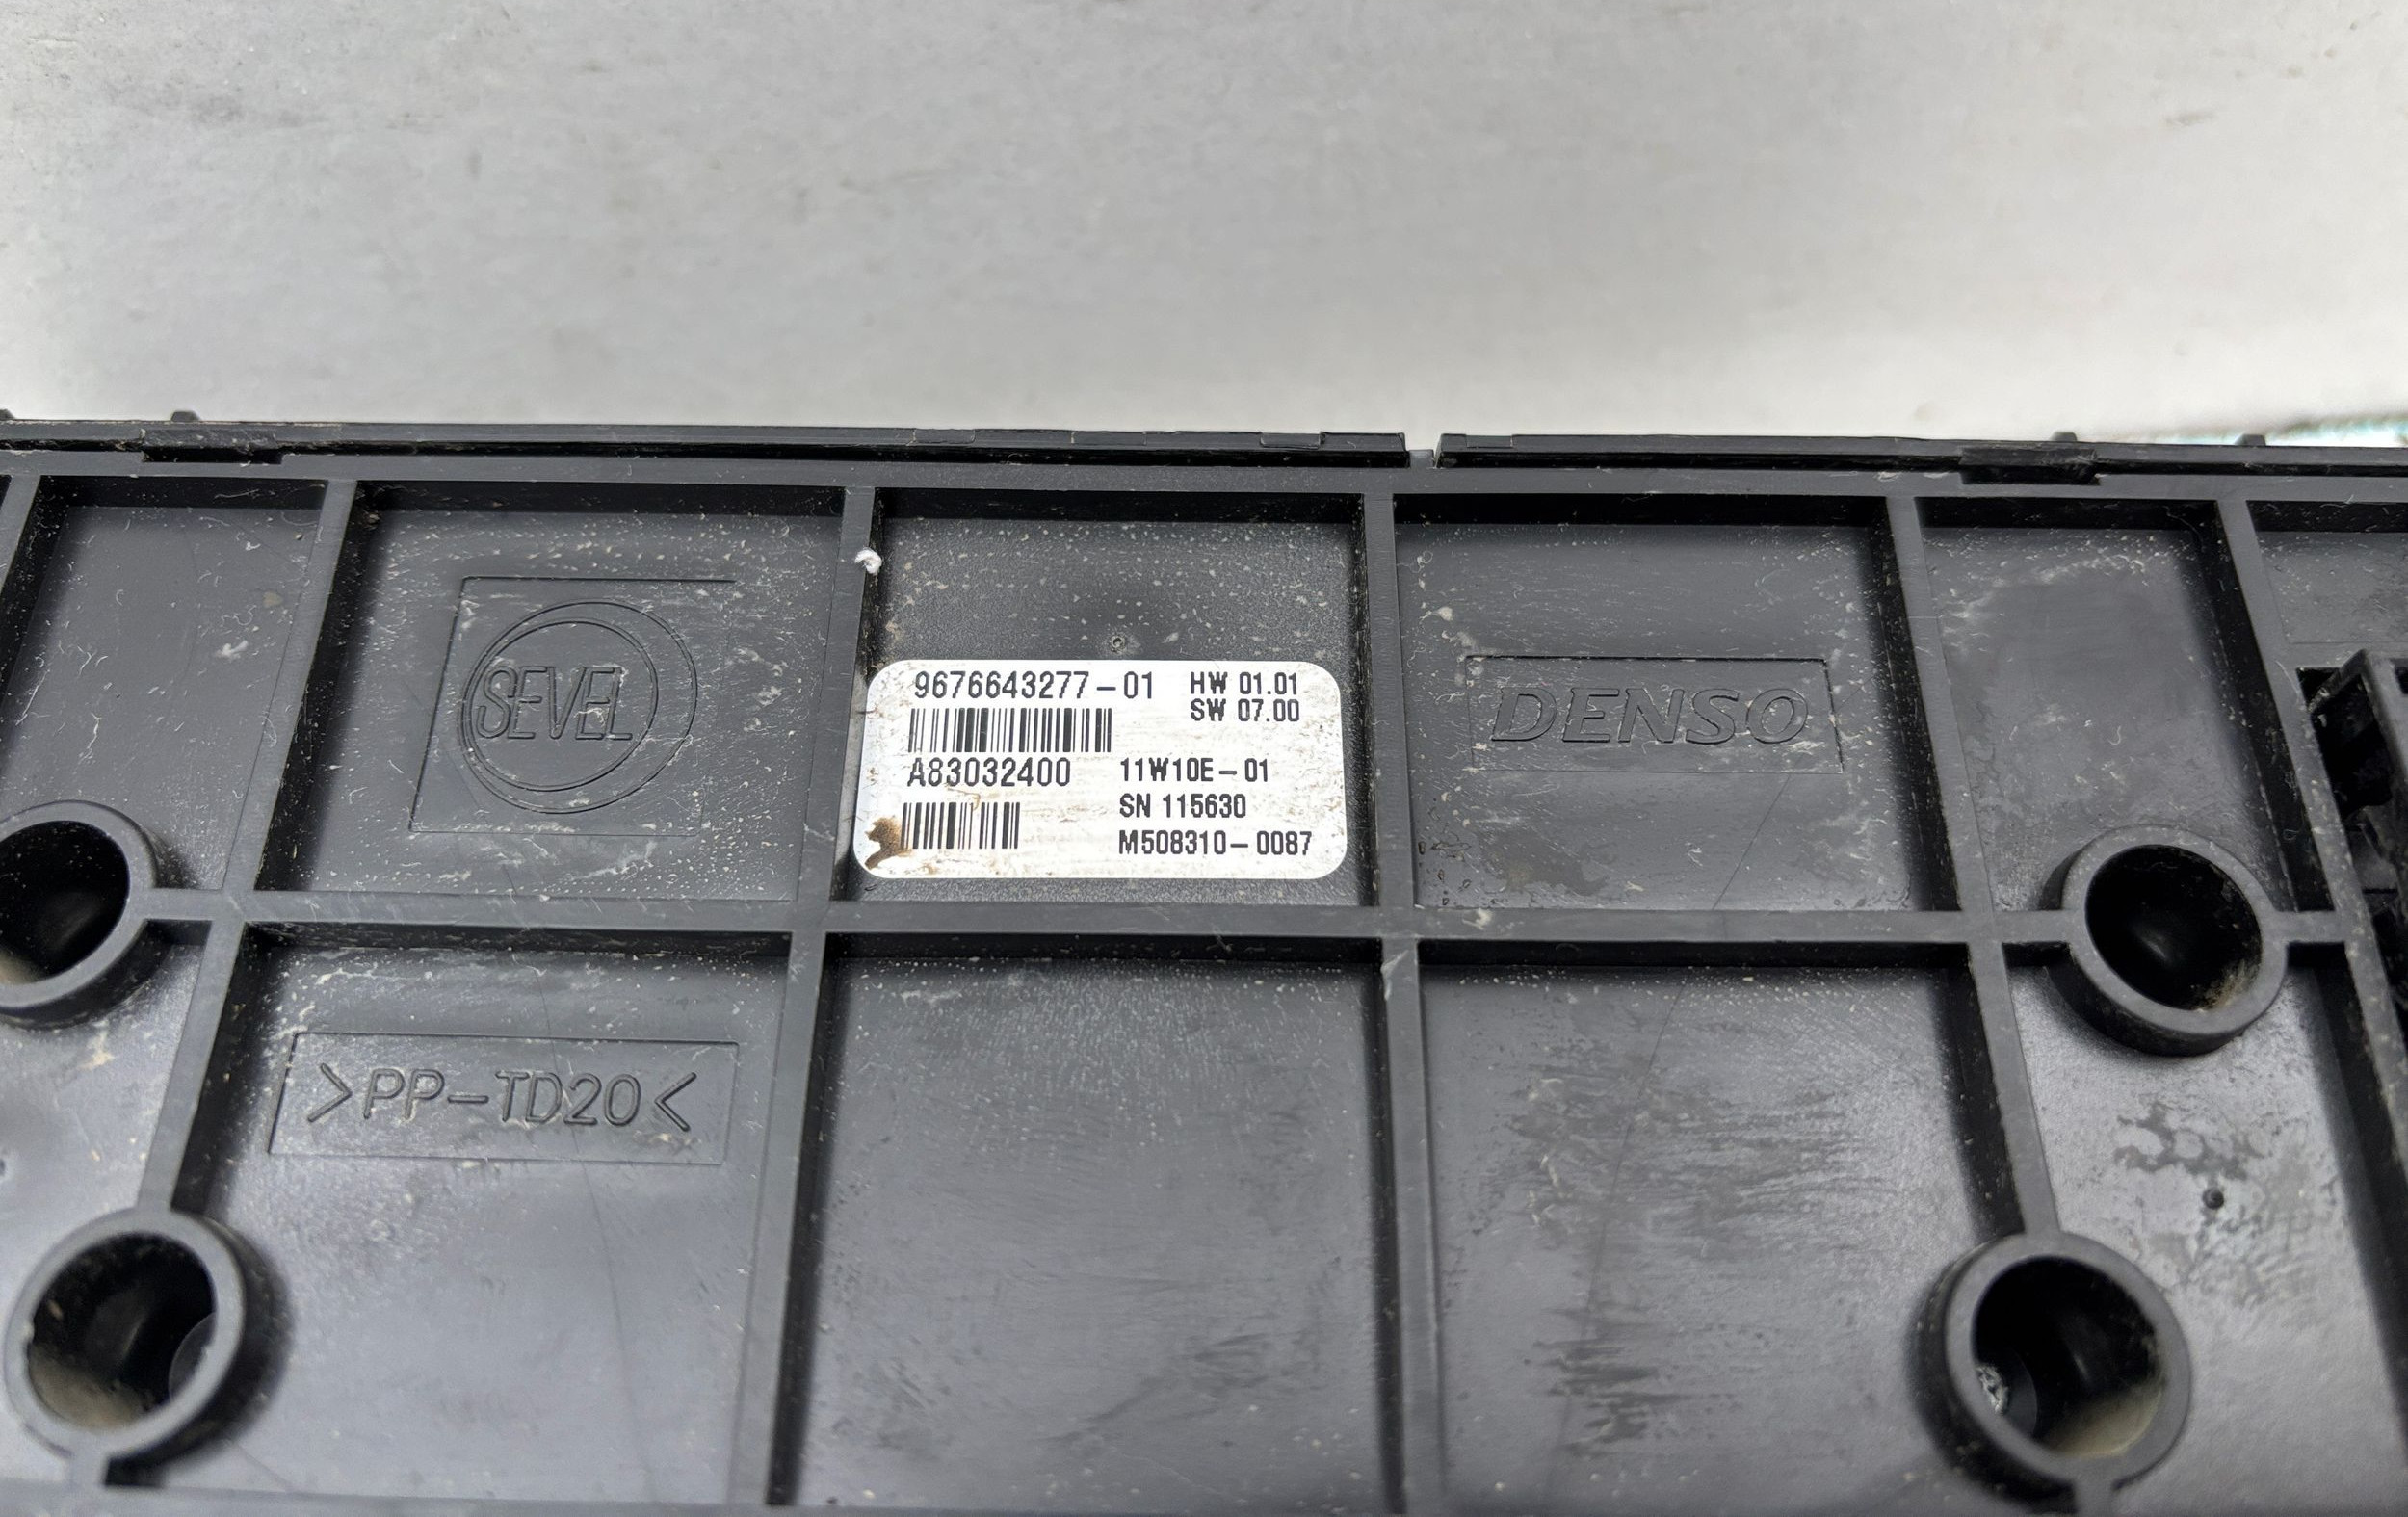 SEVEL
9676643277-01
HW 01.01
SW 07.00
A83032400
11W10E-01
SN 115630
M508310-0087
DENSO
>PP-TD20<